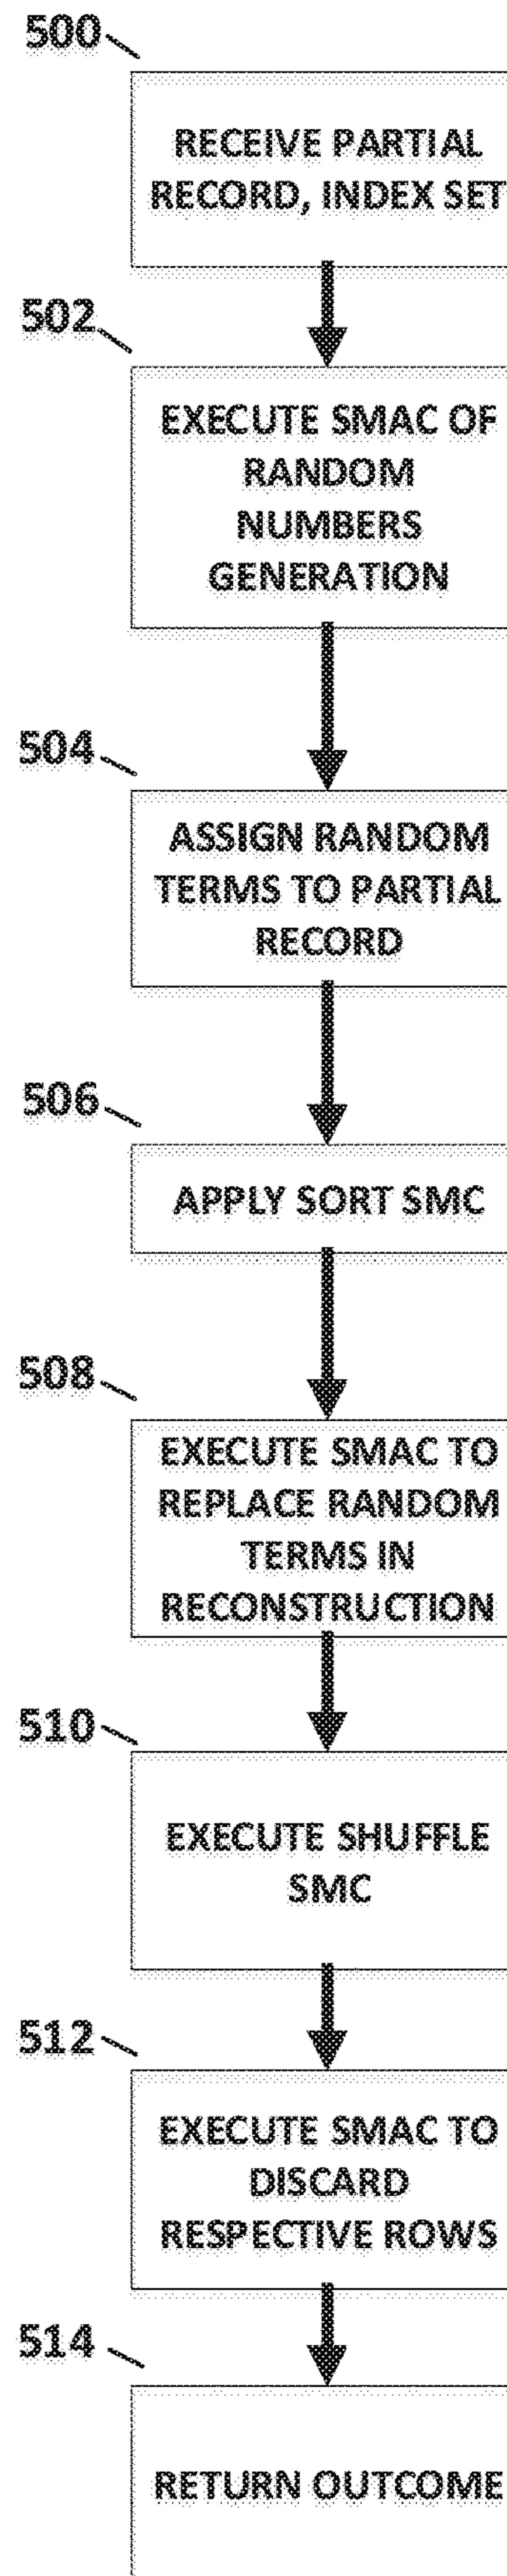 500
RECEIVE PARTIAL
RECORD, INDEX SET
502
EXECUTE SMAC OF
RANDOM
NUMBERS
GENERATION
504
ASSIGN RANDOM
TERMS TO PARTIAL
RECORD
506
APPLY SORT SMC
508
EXECUTE SMAC TO
REPLACE RANDOM
TERMS IN
RECONSTRUCTION
510
EXECUTE SHUFFLE
SMC
512
EXECUTE SMAC TO
DISCARD
RESPECTIVE ROWS
514
RETURN OUTCOME